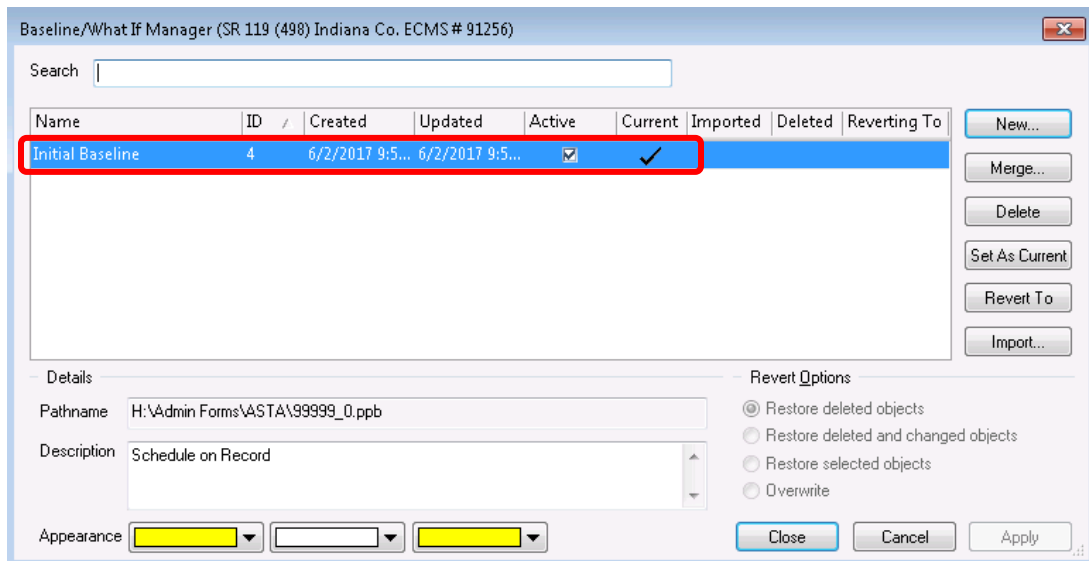 Baseline/What If Manager (SR 119 (498) Indiana Co. ECMS # 91256)
Search
Name ID / Created Updated Active Current Imported Deleted Reverting To
Initial Baseline 4 6/2/2017 9:5... 6/2/2017 9:5...
New...
Merge...
Delete
Set As Current
Revert To
Import...
Details
Pathname H:\Admin Forms\ASTA\99999_0.ppb
Description Schedule on Record
Appearance
Revert Options
Restore deleted objects
Restore deleted and changed objects
Restore selected objects
Overwrite
Close Cancel Apply